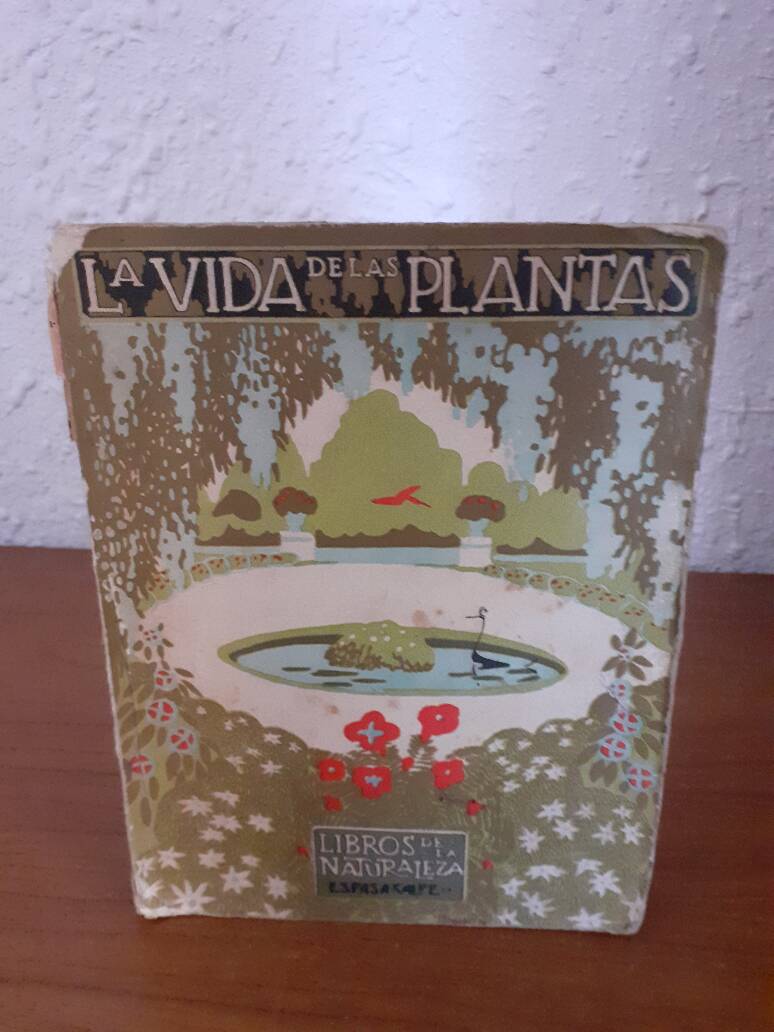 LA VIDA DE LAS PLANTAS
LIBROS DE LA
NATURALEZA
ESPASA CALPE